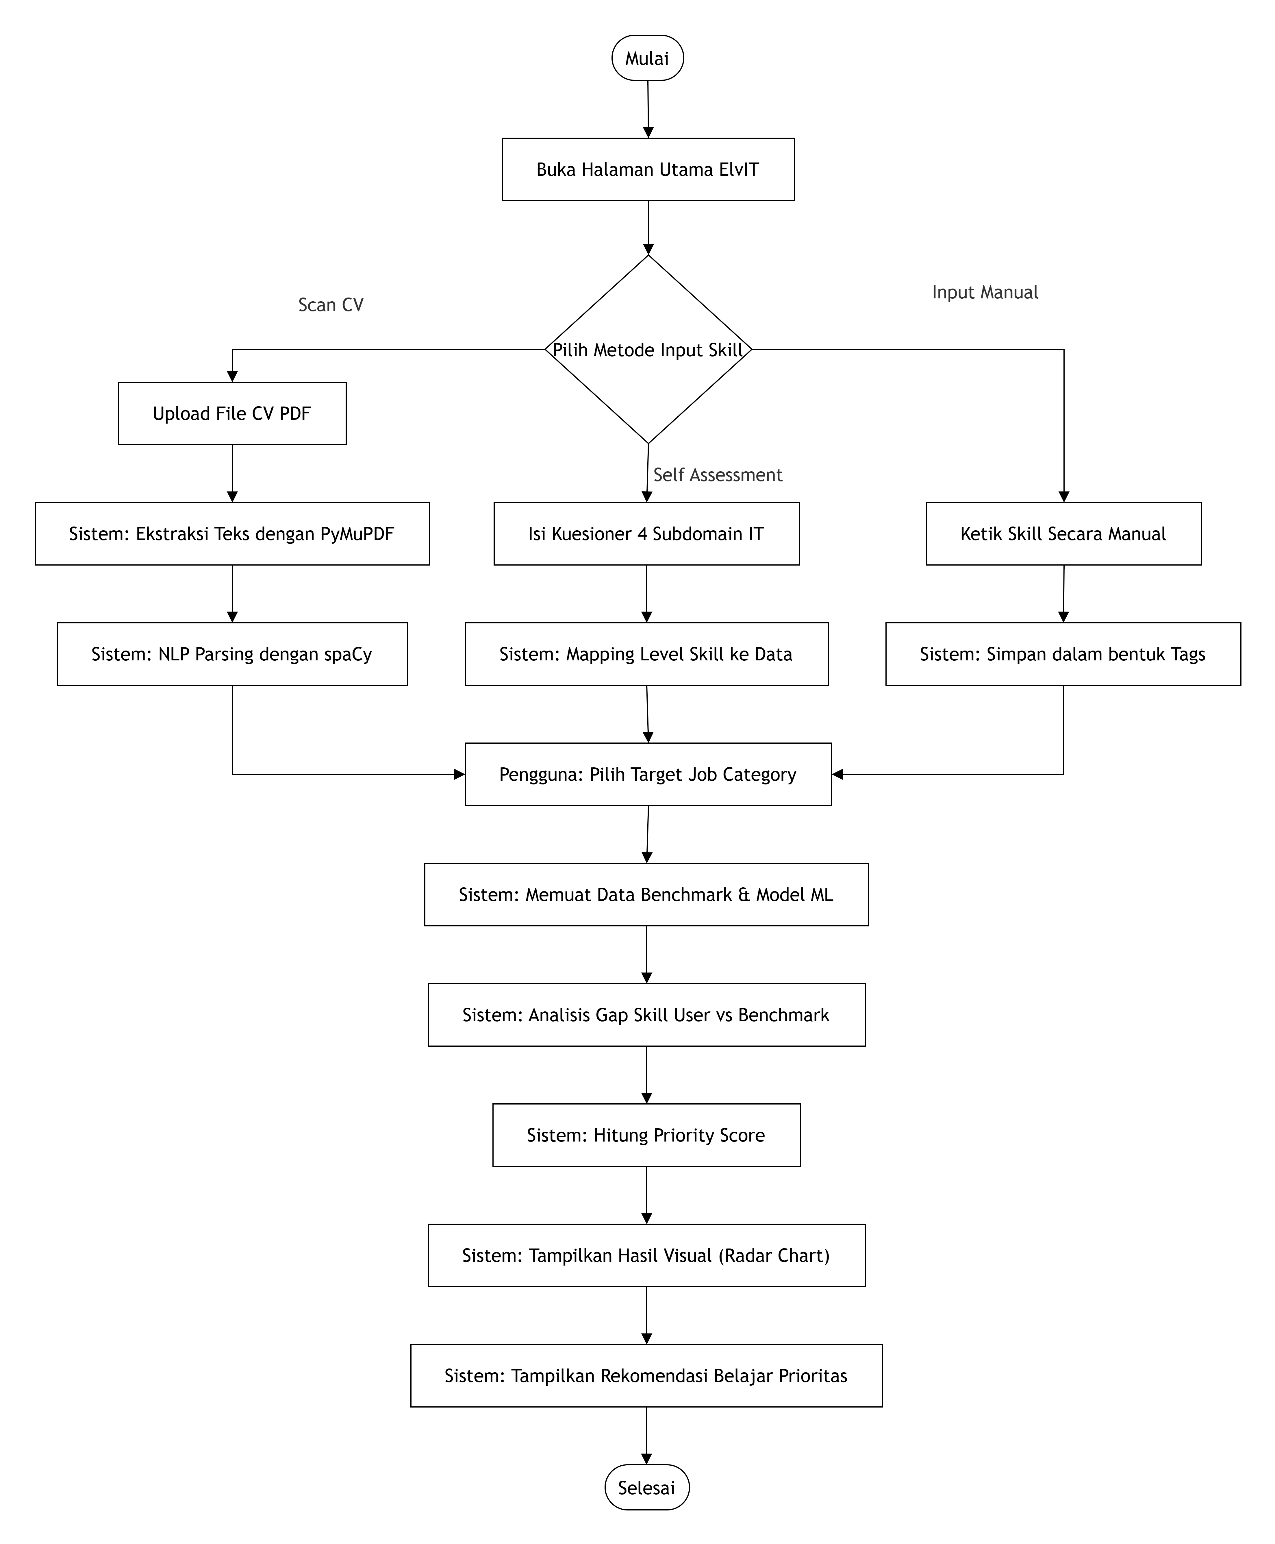 Mulai
Buka Halaman Utama ElvIT
Scan CV
Input Manual
Pilih Metode Input Skill
Upload File CV PDF
Self Assessment
Sistem: Ekstraksi Teks dengan PyMuPDF
Isi Kuesioner 4 Subdomain IT
Ketik Skill Secara Manual
Sistem: NLP Parsing dengan spaCy
Sistem: Mapping Level Skill ke Data
Sistem: Simpan dalam bentuk Tags
Pengguna: Pilih Target Job Category
Sistem: Memuat Data Benchmark & Model ML
Sistem: Analisis Gap Skill User vs Benchmark
Sistem: Hitung Priority Score
Sistem: Tampilkan Hasil Visual (Radar Chart)
Sistem: Tampilkan Rekomendasi Belajar Prioritas
Selesai